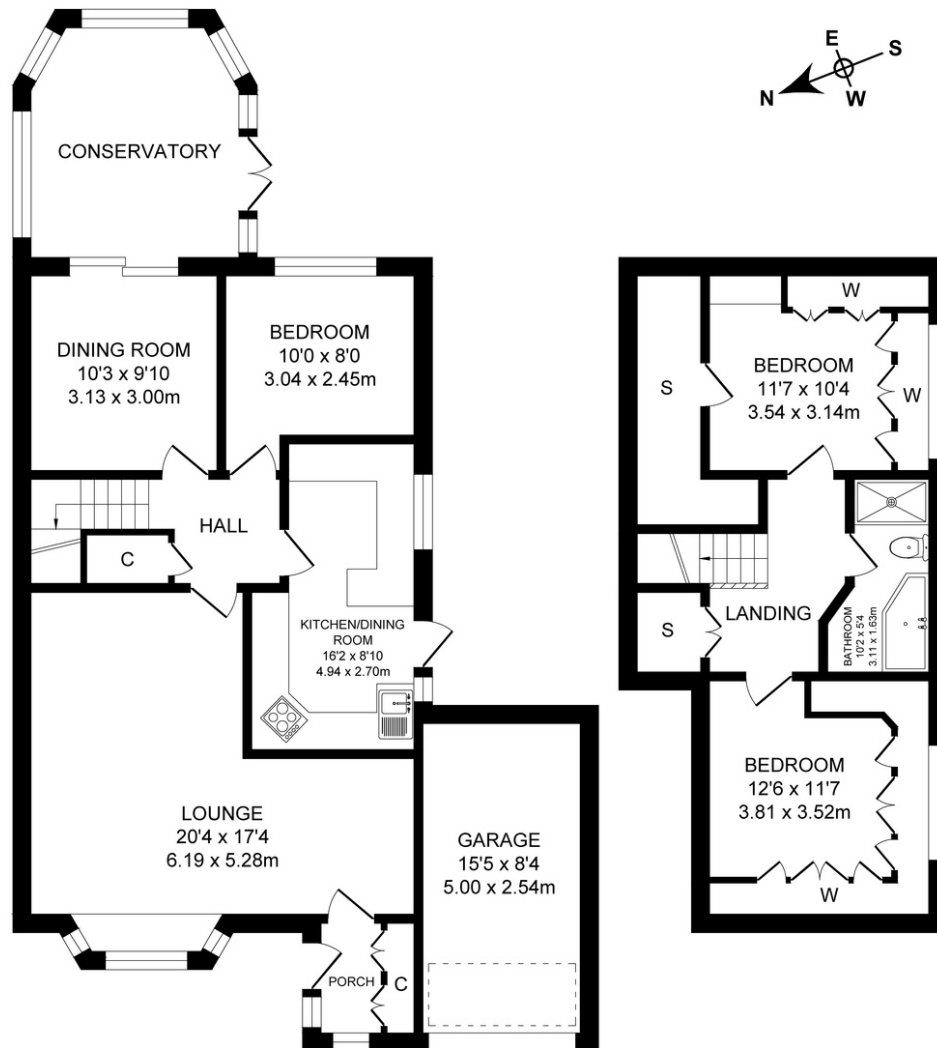 E
S
N
W
CONSERVATORY
DINING ROOM
10'3 x 9'10
3.13 x 3.00m
BEDROOM
10'0 x 8'0
3.04 x 2.45m
HALL
C
KITCHEN/DINING
ROOM
16'2 x 8'10
4.94 x 2.70m
LOUNGE
20'4 x 17'4
6.19 x 5.28m
GARAGE
15'5 x 8'4
5.00 x 2.54m
PORCH
C
W
BEDROOM
11'7 x 10'4
3.54 x 3.14m
S
W
LANDING
S
BATHROOM
10'2 x 5'4
3.11 x 1.63m
BEDROOM
12'6 x 11'7
3.81 x 3.52m
W